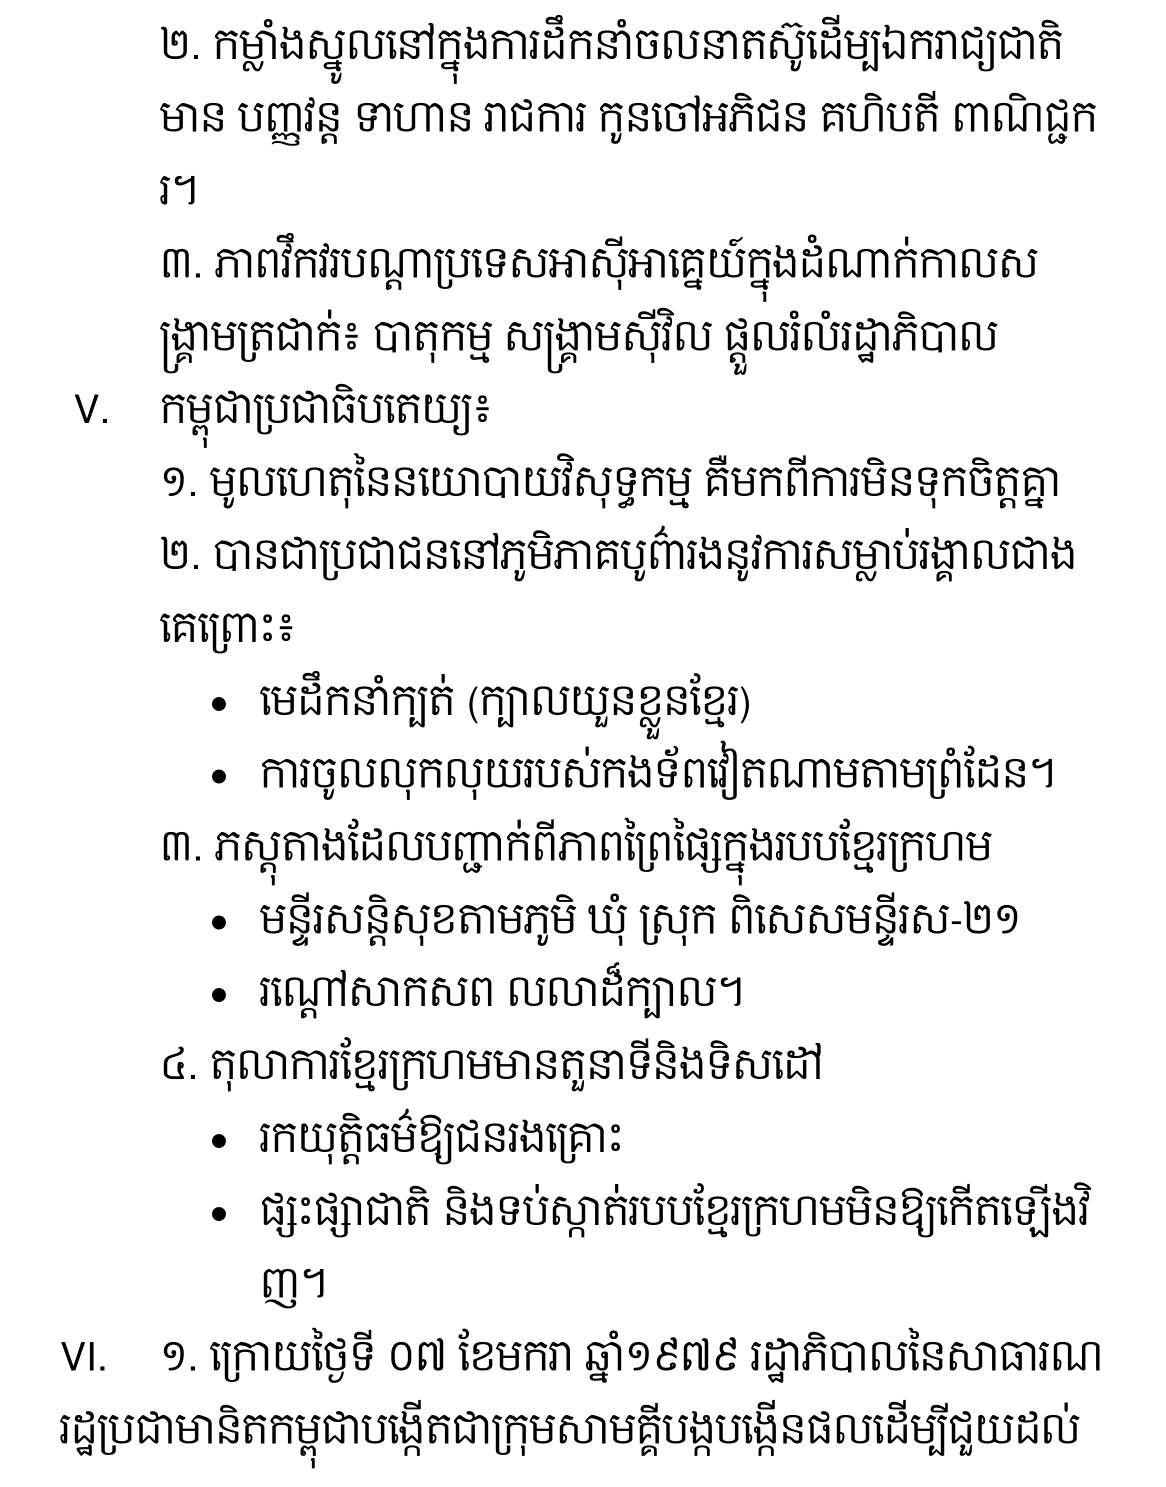 ២. កម្លាំងស្នូលនៅក្នុងការដឹកនាំចលនាតស៊ូដើម្បឯករាជ្យជាតិ
មាន បញ្ញវន្ត ទាហាន រាជការ កូនចៅអភិជន គហិបតី ពាណិជ្ជក
រ។
៣. ភាពវឹកវរបណ្តាប្រទេសអាស៊ីអាគ្នេយ៍ក្នុងដំណាក់កាលស
ង្គ្រាមត្រជាក់៖ បាតុកម្ម សង្គ្រាមស៊ីវិល ផ្តួលរំលំរដ្ឋាភិបាល
V. កម្ពុជាប្រជាធិបតេយ្យ៖
១. មូលហេតុនៃនយោបាយវិសុទ្ធកម្ម គឺមកពីការមិនទុកចិត្តគ្នា
២. បានជាប្រជាជននៅភូមិភាគបូព៌ារងនូវការសម្លាប់រង្គាលជាង
គេព្រោះ៖
• មេដឹកនាំក្បត់ (ក្បាលយួនខ្លួនខ្មែរ)
• ការចូលលុកលុយរបស់កងទ័ពវៀតណាមតាមព្រំដែន។
៣. ភស្តុតាងដែលបញ្ជាក់ពីភាពព្រៃផ្សៃក្នុងរបបខ្មែរក្រហម
• មន្ទីរសន្តិសុខតាមភូមិ ឃុំ ស្រុក ពិសេសមន្ទីរស-២១
• រណ្តៅសាកសព លលាដ៏ក្បាល។
៤. តុលាការខ្មែរក្រហមមានតួនាទីនិងទិសដៅ
• រកយុត្តិធម៌ឱ្យជនរងគ្រោះ
• ផ្សះផ្សាជាតិ និងទប់ស្កាត់របបខ្មែរក្រហមមិនឱ្យកើតឡើងវិ
ញ។
VI. ១. ក្រោយថ្ងៃទី ០៧ ខែមករា ឆ្នាំ១៩៧៩ រដ្ឋាភិបាលនៃសាធារណ
រដ្ឋប្រជាមានិតកម្ពុជាបង្កើតជាក្រុមសាមគ្គីបង្កបង្កើនផលដើម្បីជួយដល់